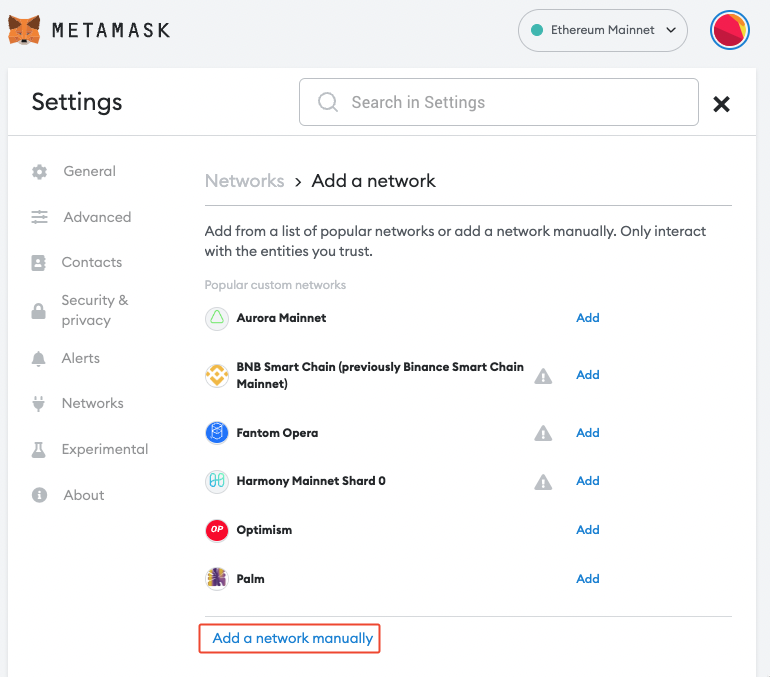 METAMASK
Ethereum Mainnet
Settings
Search in Settings
General
Advanced
Contacts
Security &
privacy
Alerts
Networks
Experimental
About
Networks > Add a network
Add from a list of popular networks or add a network manually. Only interact
with the entities you trust.
Popular custom networks
Aurora Mainnet Add
BNB Smart Chain (previously Binance Smart Chain
Mainnet) Add
Fantom Opera Add
Harmony Mainnet Shard 0 Add
OP Optimism Add
Palm Add
Add a network manually